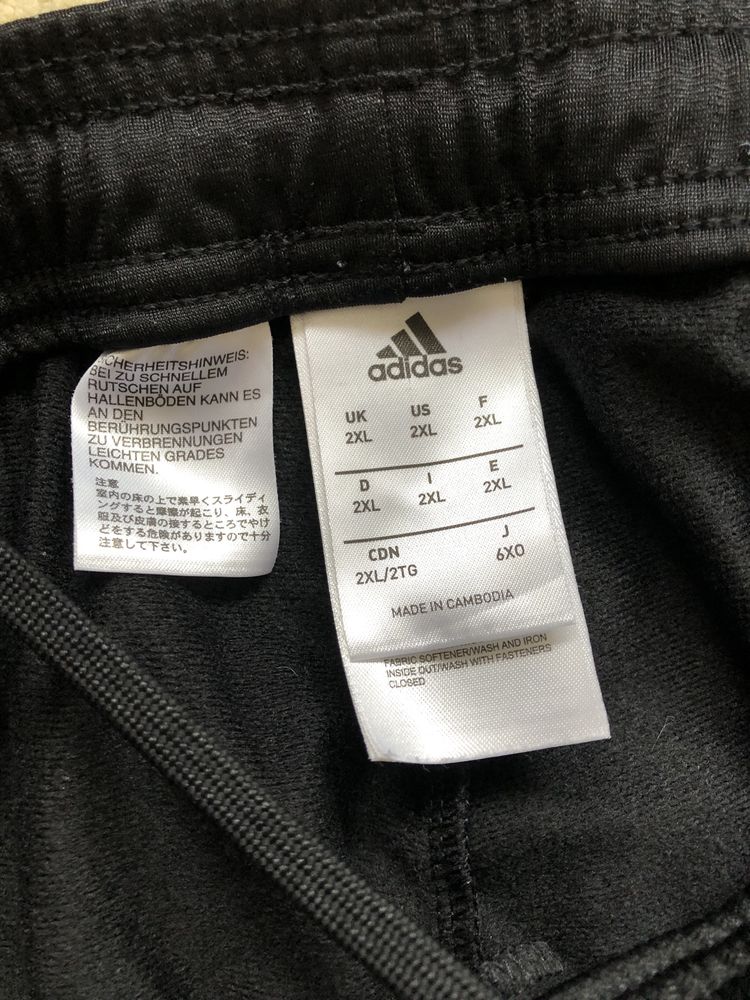 SICHERHEITSHINWEIS:
BEI ZU SCHNELLEM
RUTSCHEN AUF
HALLENBÖDEN KANN ES
AN DEN
BERÜHRUNGSPUNKTEN
ZU VERBRENNUNGEN
LEICHTEN GRADES
KOMMEN.
注意
室内の床の上で素早くスライディ
ングすると摩擦が起こり、床、衣
服及び皮膚の接するところでやけ
どをする危険がありますので十分
注意して下さい。
adidas
UK US F
2XL 2XL 2XL
D I E
2XL 2XL 2XL
CDN J
2XL/2TG 6XO
MADE IN CAMBODIA
FABRIC SOFTENER/WASH AND IRON
INSIDE OUT/WASH WITH FASTENERS
CLOSED